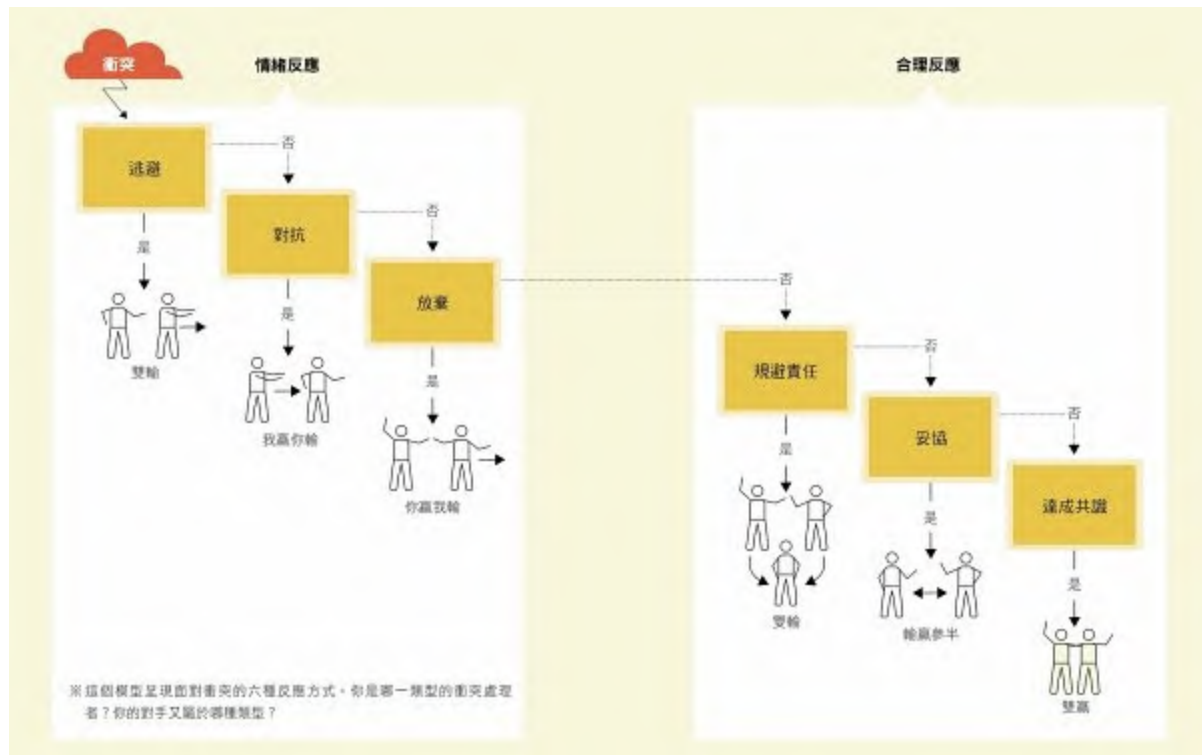 衝突
情緒反應
合理反應
逃避
否
是
雙輸
對抗
否
是
我贏你輸
放棄
否
是
你贏我輸
規避責任
否
是
雙輸
妥協
否
是
輸贏參半
達成共識
是
雙贏
※這個模型呈現面對衝突的六種反應方式。你是哪一類型的衝突處理
者？你的對手又屬於哪種類型？